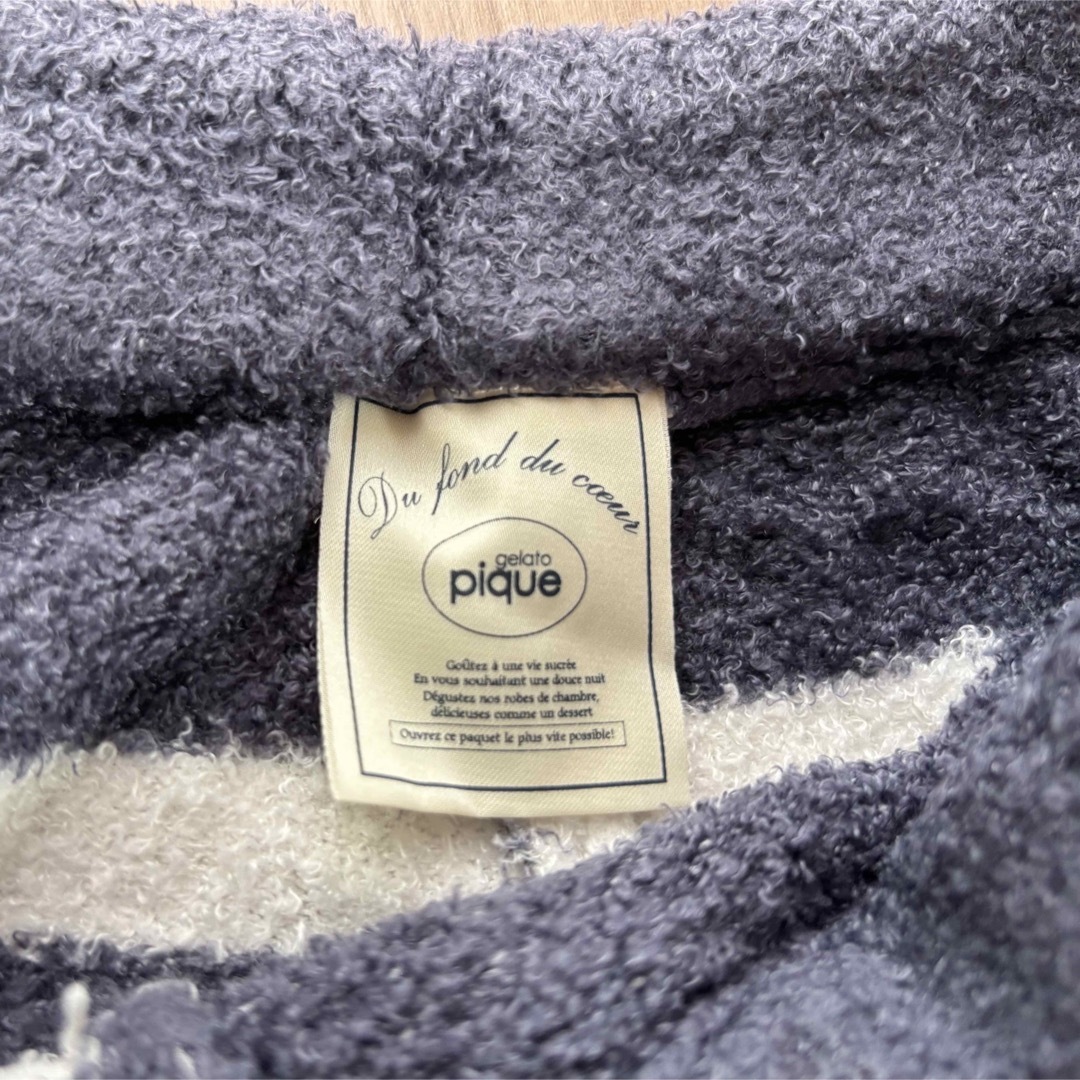 Du fond du cœur
gelato
pique
Goûtez à une vie sucrée
En vous souhaitant une douce nuit
Dégustez nos robes de chambre,
délicieuses comme un dessert
Ouvrez ce paquet le plus vite possible!